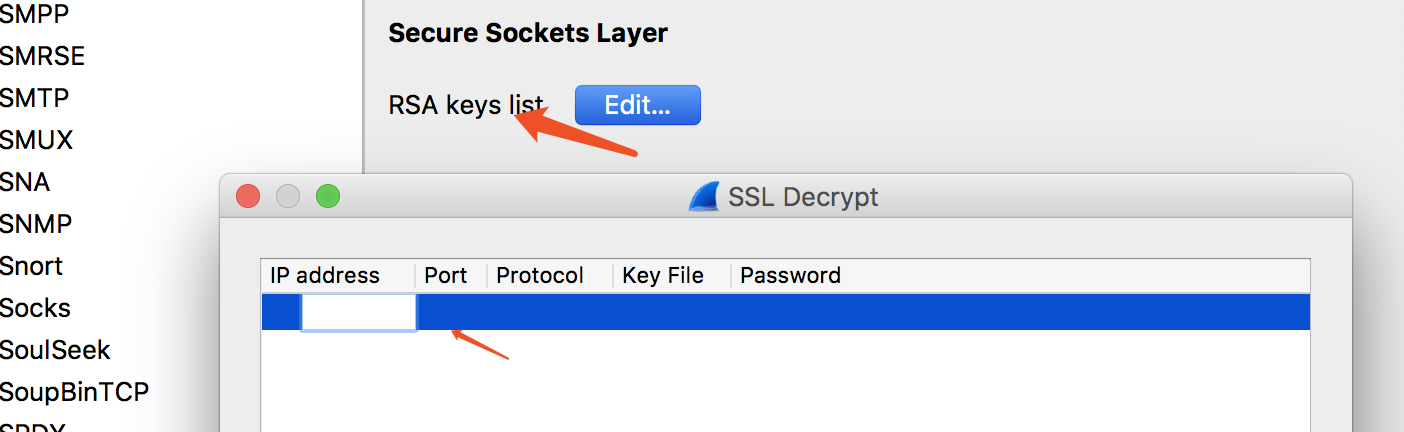 SMPP
SMRSE
SMTP
SMUX
SNA
SNMP
Snort
Socks
SoulSeek
SoupBinTCP
SPDY
Secure Sockets Layer
RSA keys list Edit...
SSL Decrypt
IP address Port Protocol Key File Password